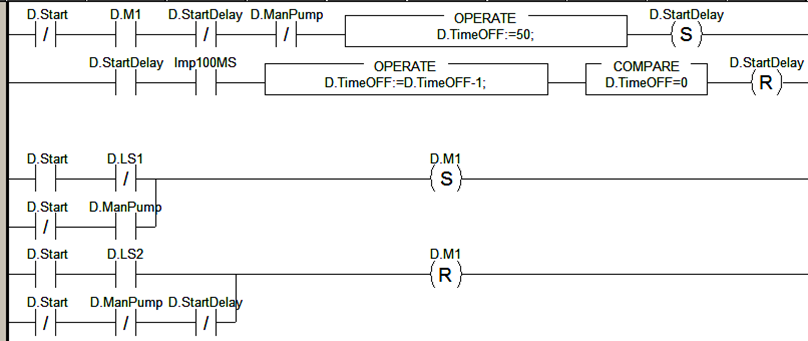 D.Start D.M1 D.StartDelay D.ManPump OPERATE D.StartDelay
/ / / D.TimeOFF:=50; S
D.StartDelay Imp100MS OPERATE COMPARE D.StartDelay
D.TimeOFF:=D.TimeOFF-1; D.TimeOFF=0 R
D.Start D.LS1 D.M1
/ S
D.Start D.ManPump
/
D.Start D.LS2 D.M1
R
D.Start D.ManPump D.StartDelay
/ / /